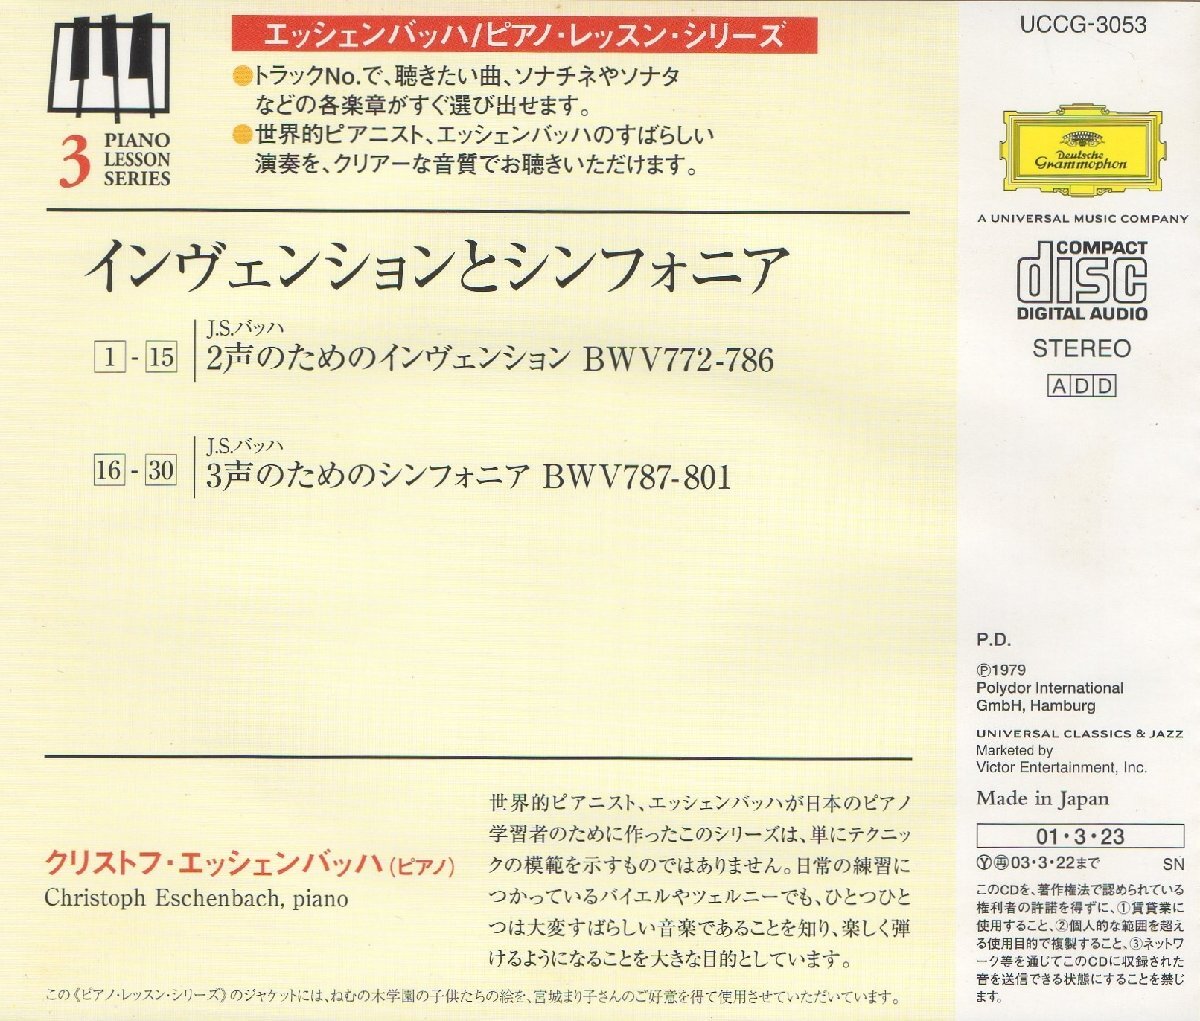 エッシェンバッハ/ピアノ・レッスン・シリーズ
●トラックNo.で、聴きたい曲、ソナチネやソナタ
などの各楽章がすぐ選び出せます。
●世界的ピアニスト、エッシェンバッハのすばらしい
演奏を、クリアーな音質でお聴きいただけます。
3
PIANO
LESSON
SERIES
インヴェンションとシンフォニア
J.S.バッハ
1 - 15 2声のためのインヴェンション BWV772-786
J.S.バッハ
16 - 30 3声のためのシンフォニア BWV787-801
クリストフ・エッシェンバッハ(ピアノ)
Christoph Eschenbach, piano
世界的ピアニスト、エッシェンバッハが日本のピアノ
学習者のために作ったこのシリーズは、単にテクニッ
クの模範を示すものではありません。日常の練習に
つかっているバイエルやツェルニーでも、ひとつひと
つは大変すばらしい音楽であることを知り、楽しく弾
けるようになることを大きな目的としています。
この《ピアノ・レッスン・シリーズ》のジャケットには、ねむの木学園の子供たちの絵を、宮城まり子さんのご好意を得て使用させていただいています。
UCCG-3053
Deutsche
Grammophon
A UNIVERSAL MUSIC COMPANY
COMPACT
disc
DIGITAL AUDIO
STEREO
ADD
P.D.
℗1979
Polydor International
GmbH, Hamburg
UNIVERSAL CLASSICS & JAZZ
Marketed by
Victor Entertainment, Inc.
Made in Japan
01・3・23
Ⓨ㊞03・3・22まで SN
このCDを、著作権法で認められている
権利者の許諾を得ずに、①賃貸業に
使用すること、②個人的な範囲を超え
る使用目的で複製すること、③ネットワ
ーク等を通じてこのCDに収録された
音を送信できる状態にすることを禁じ
ます。